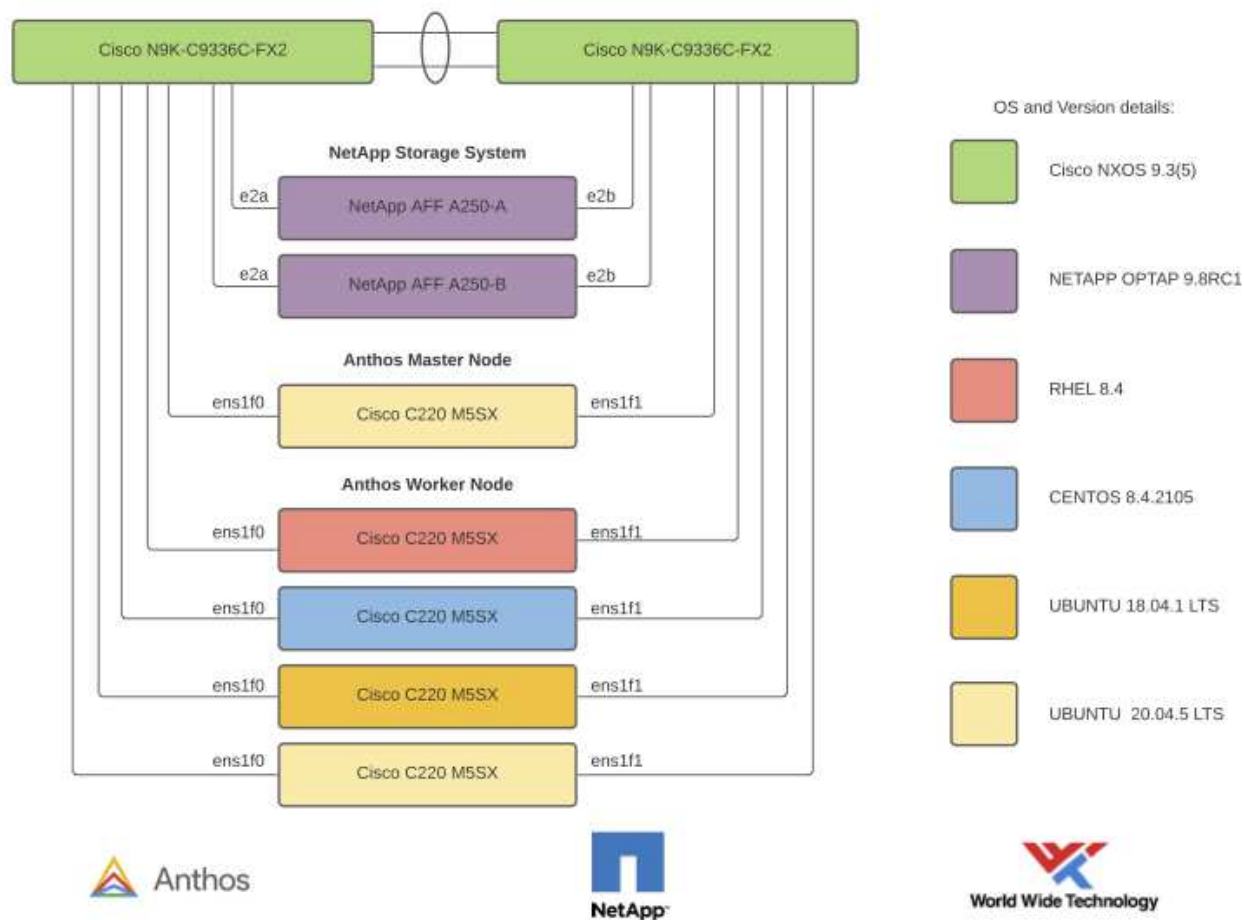 Cisco N9K-C9336C-FX2
Cisco N9K-C9336C-FX2
OS and Version details:
NetApp Storage System
e2a
NetApp AFF A250-A
e2b
e2a
NetApp AFF A250-B
e2b
Anthos Master Node
ens1f0
Cisco C220 M5SX
ens1f1
Anthos Worker Node
ens1f0
Cisco C220 M5SX
ens1f1
ens1f0
Cisco C220 M5SX
ens1f1
ens1f0
Cisco C220 M5SX
ens1f1
ens1f0
Cisco C220 M5SX
ens1f1
Cisco NXOS 9.3(5)
NETAPP OPTAP 9.8RC1
RHEL 8.4
CENTOS 8.4.2105
UBUNTU 18.04.1 LTS
UBUNTU 20.04.5 LTS
Anthos
NetApp™
World Wide Technology